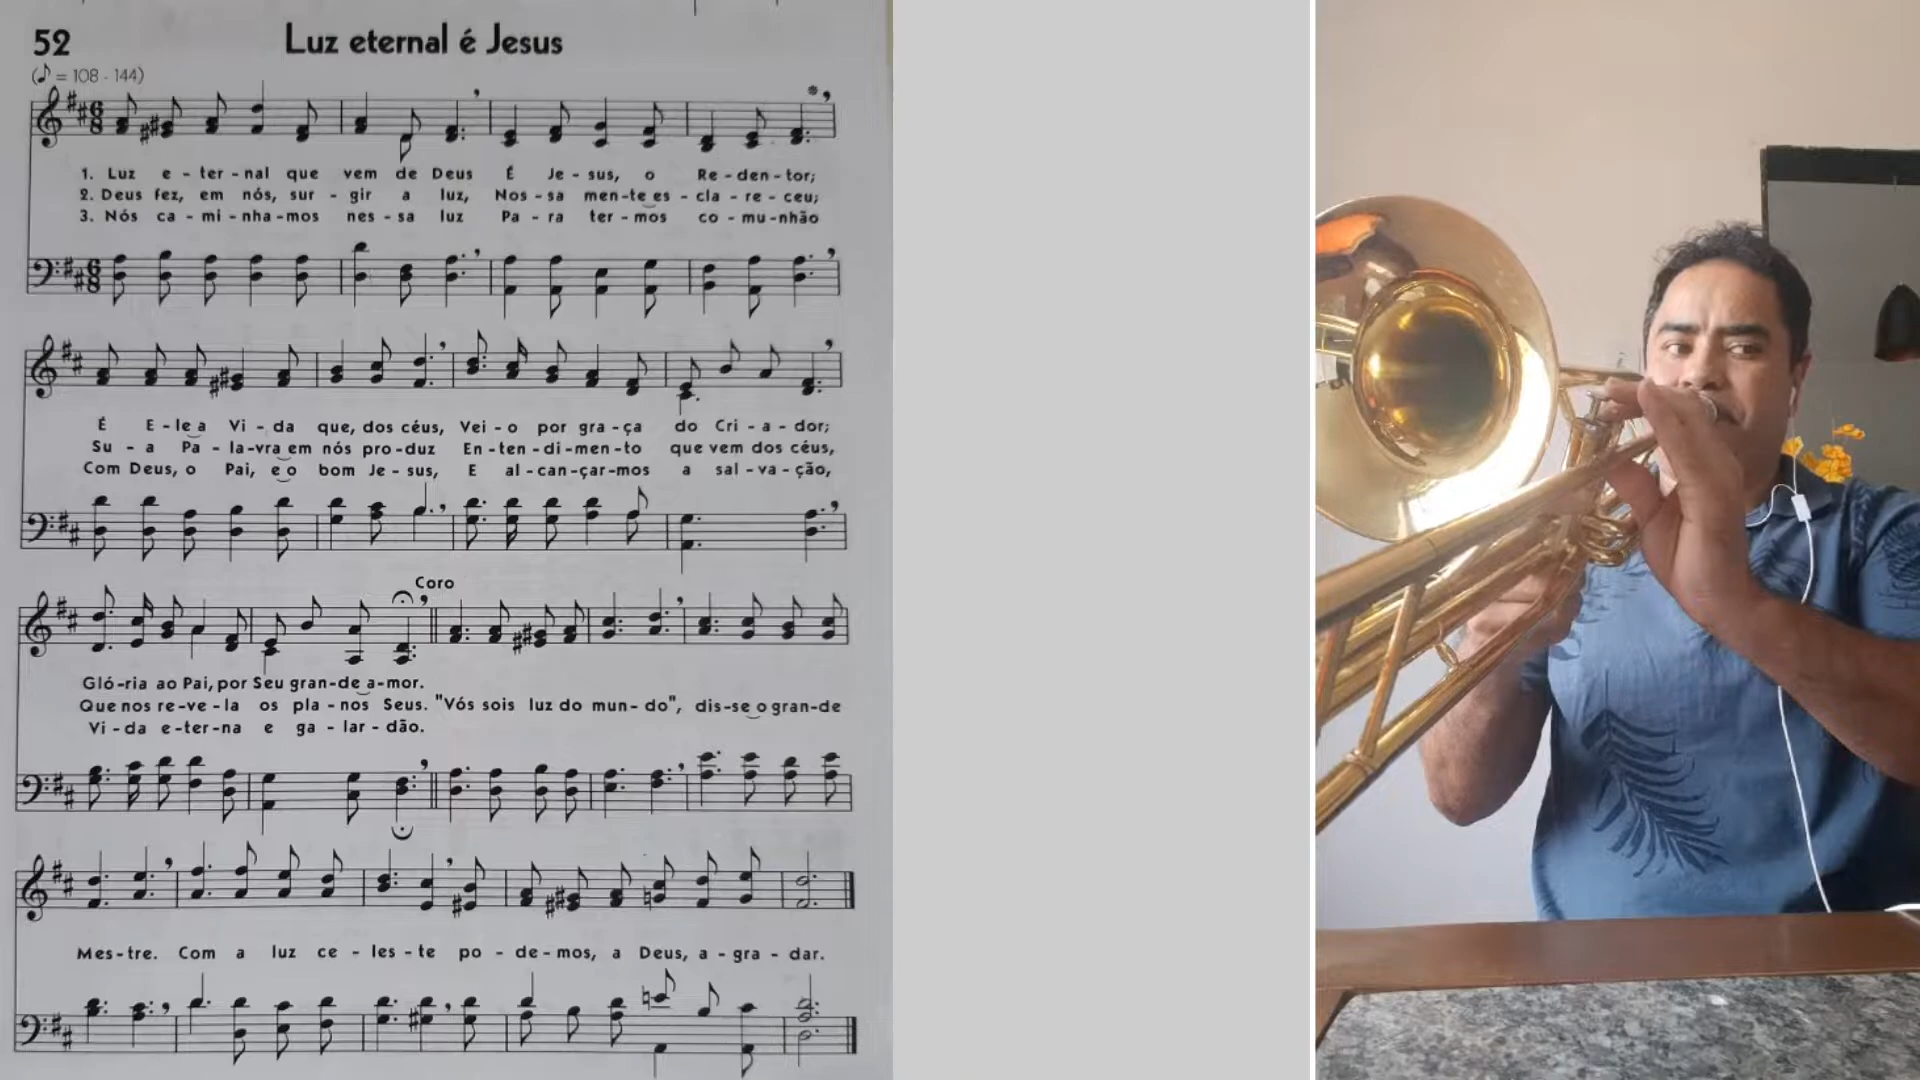 52 Luz eternal é Jesus
(♪ = 108 - 144)
1. Luz e - ter - nal que vem de Deus É Je - sus, o Re - den - tor;
2. Deus fez, em nós, sur - gir a luz, Nos - sa men - te es - cla - re - ceu;
3. Nós ca - mi - nha - mos nes - sa luz Pa - ra ter - mos co - mu - nhão
É E - le a Vi - da que, dos céus, Vei - o por gra - ça do Cri - a - dor;
Su - a Pa - la - vra em nós pro - duz En - ten - di - men - to que vem dos céus,
Com Deus, o Pai, e o bom Je - sus, E al - can - çar - mos a sal - va - ção,
Coro
Gló - ria ao Pai, por Seu gran - de a - mor.
Que nos re - ve - la os pla - nos Seus. "Vós sois luz do mun - do", dis - se o gran - de
Vi - da e - ter - na e ga - lar - dão.
Mes - tre. Com a luz ce - les - te po - de - mos, a Deus, a - gra - dar.